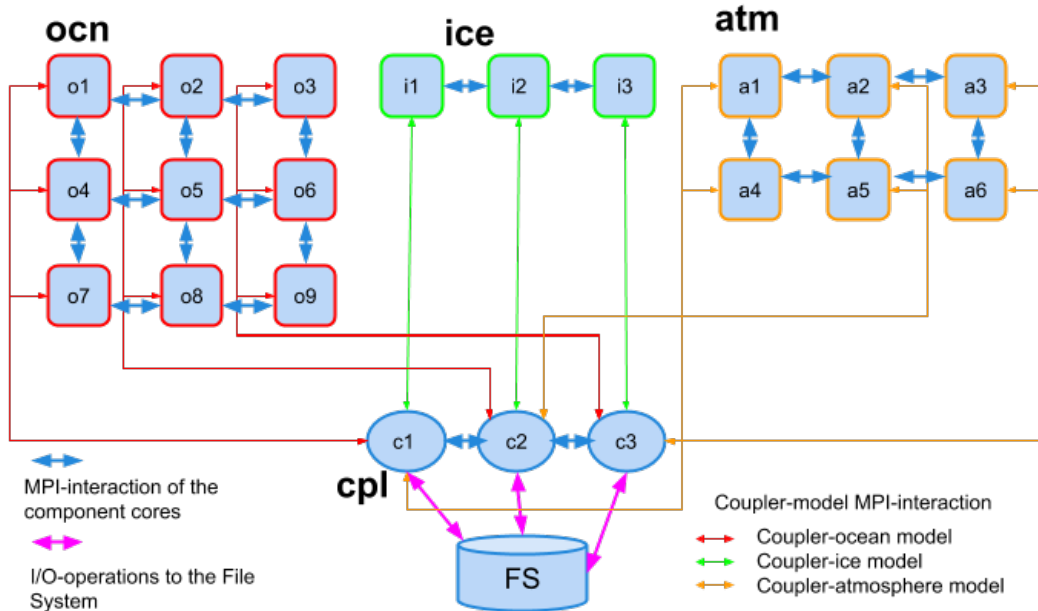 ocn
ice
atm
o1 o2 o3
i1 i2 i3
a1 a2 a3
o4 o5 o6
a4 a5 a6
o7 o8 o9
c1 c2 c3
cpl
MPI-interaction of the
component cores
I/O-operations to the File
System
FS
Coupler-model MPI-interaction
Coupler-ocean model
Coupler-ice model
Coupler-atmosphere model